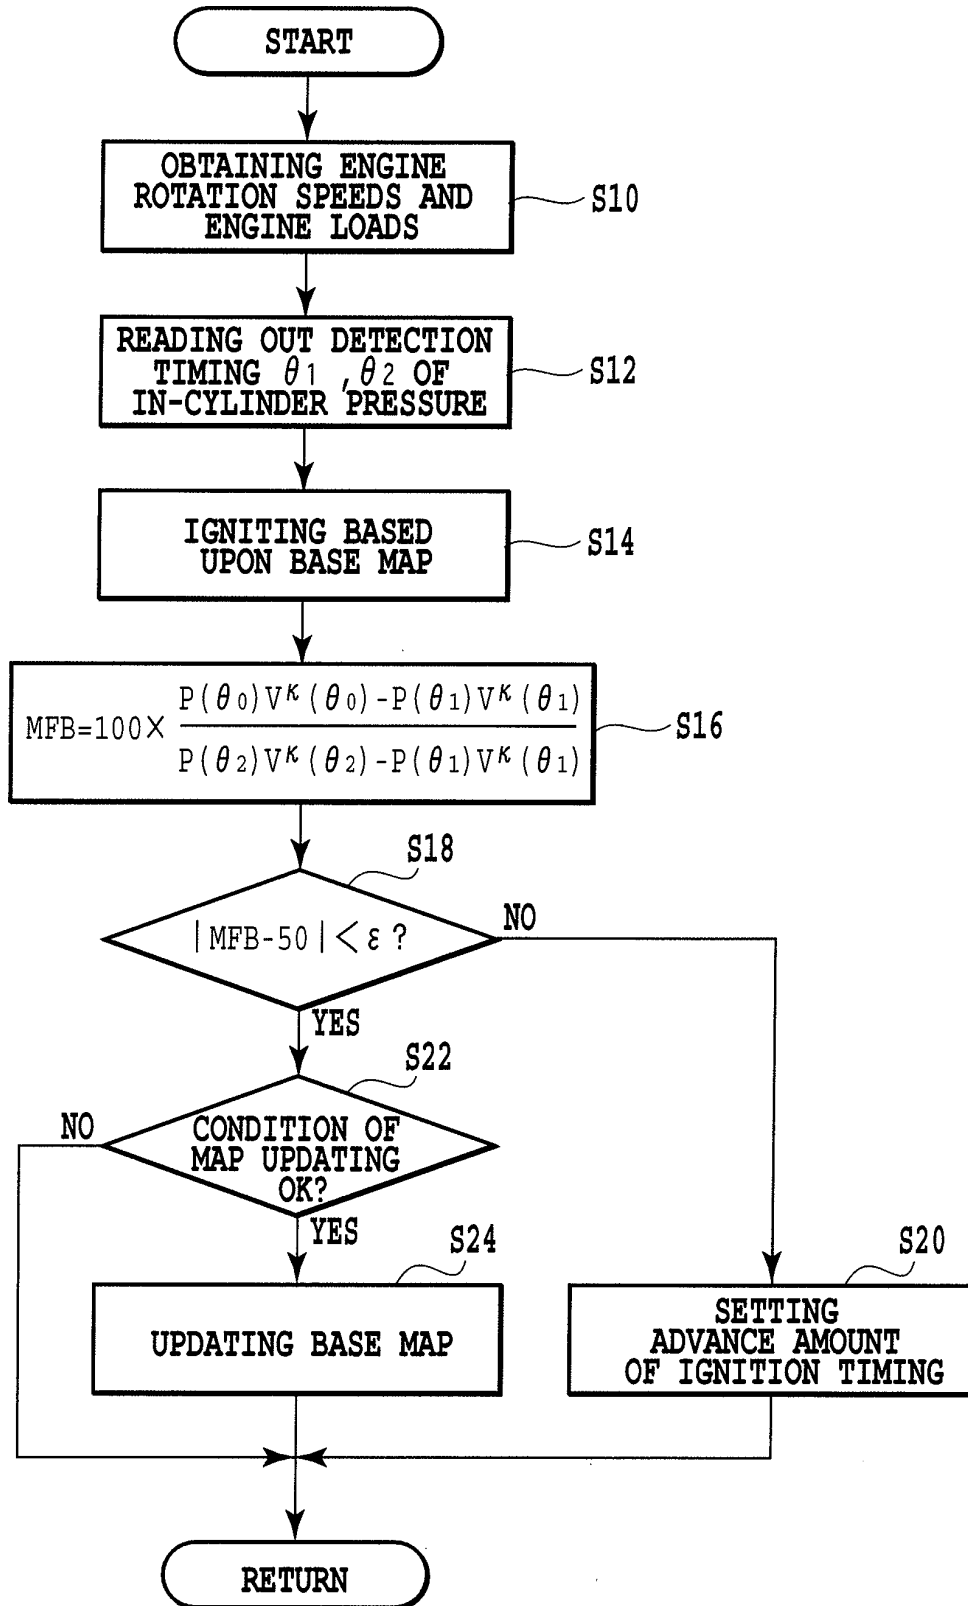 START
OBTAINING ENGINE
ROTATION SPEEDS AND
ENGINE LOADS
S10
READING OUT DETECTION
TIMING θ1 ,θ2 OF
IN-CYLINDER PRESSURE
S12
IGNITING BASED
UPON BASE MAP
S14
P(θ0)V^κ(θ0)-P(θ1)V^κ(θ1)
MFB=100×
P(θ2)V^κ(θ2)-P(θ1)V^κ(θ1)
S16
S18
|MFB-50|<ε?
NO
YES
S22
NO
CONDITION OF
MAP UPDATING
OK?
YES
S24
UPDATING BASE MAP
S20
SETTING
ADVANCE AMOUNT
OF IGNITION TIMING
RETURN